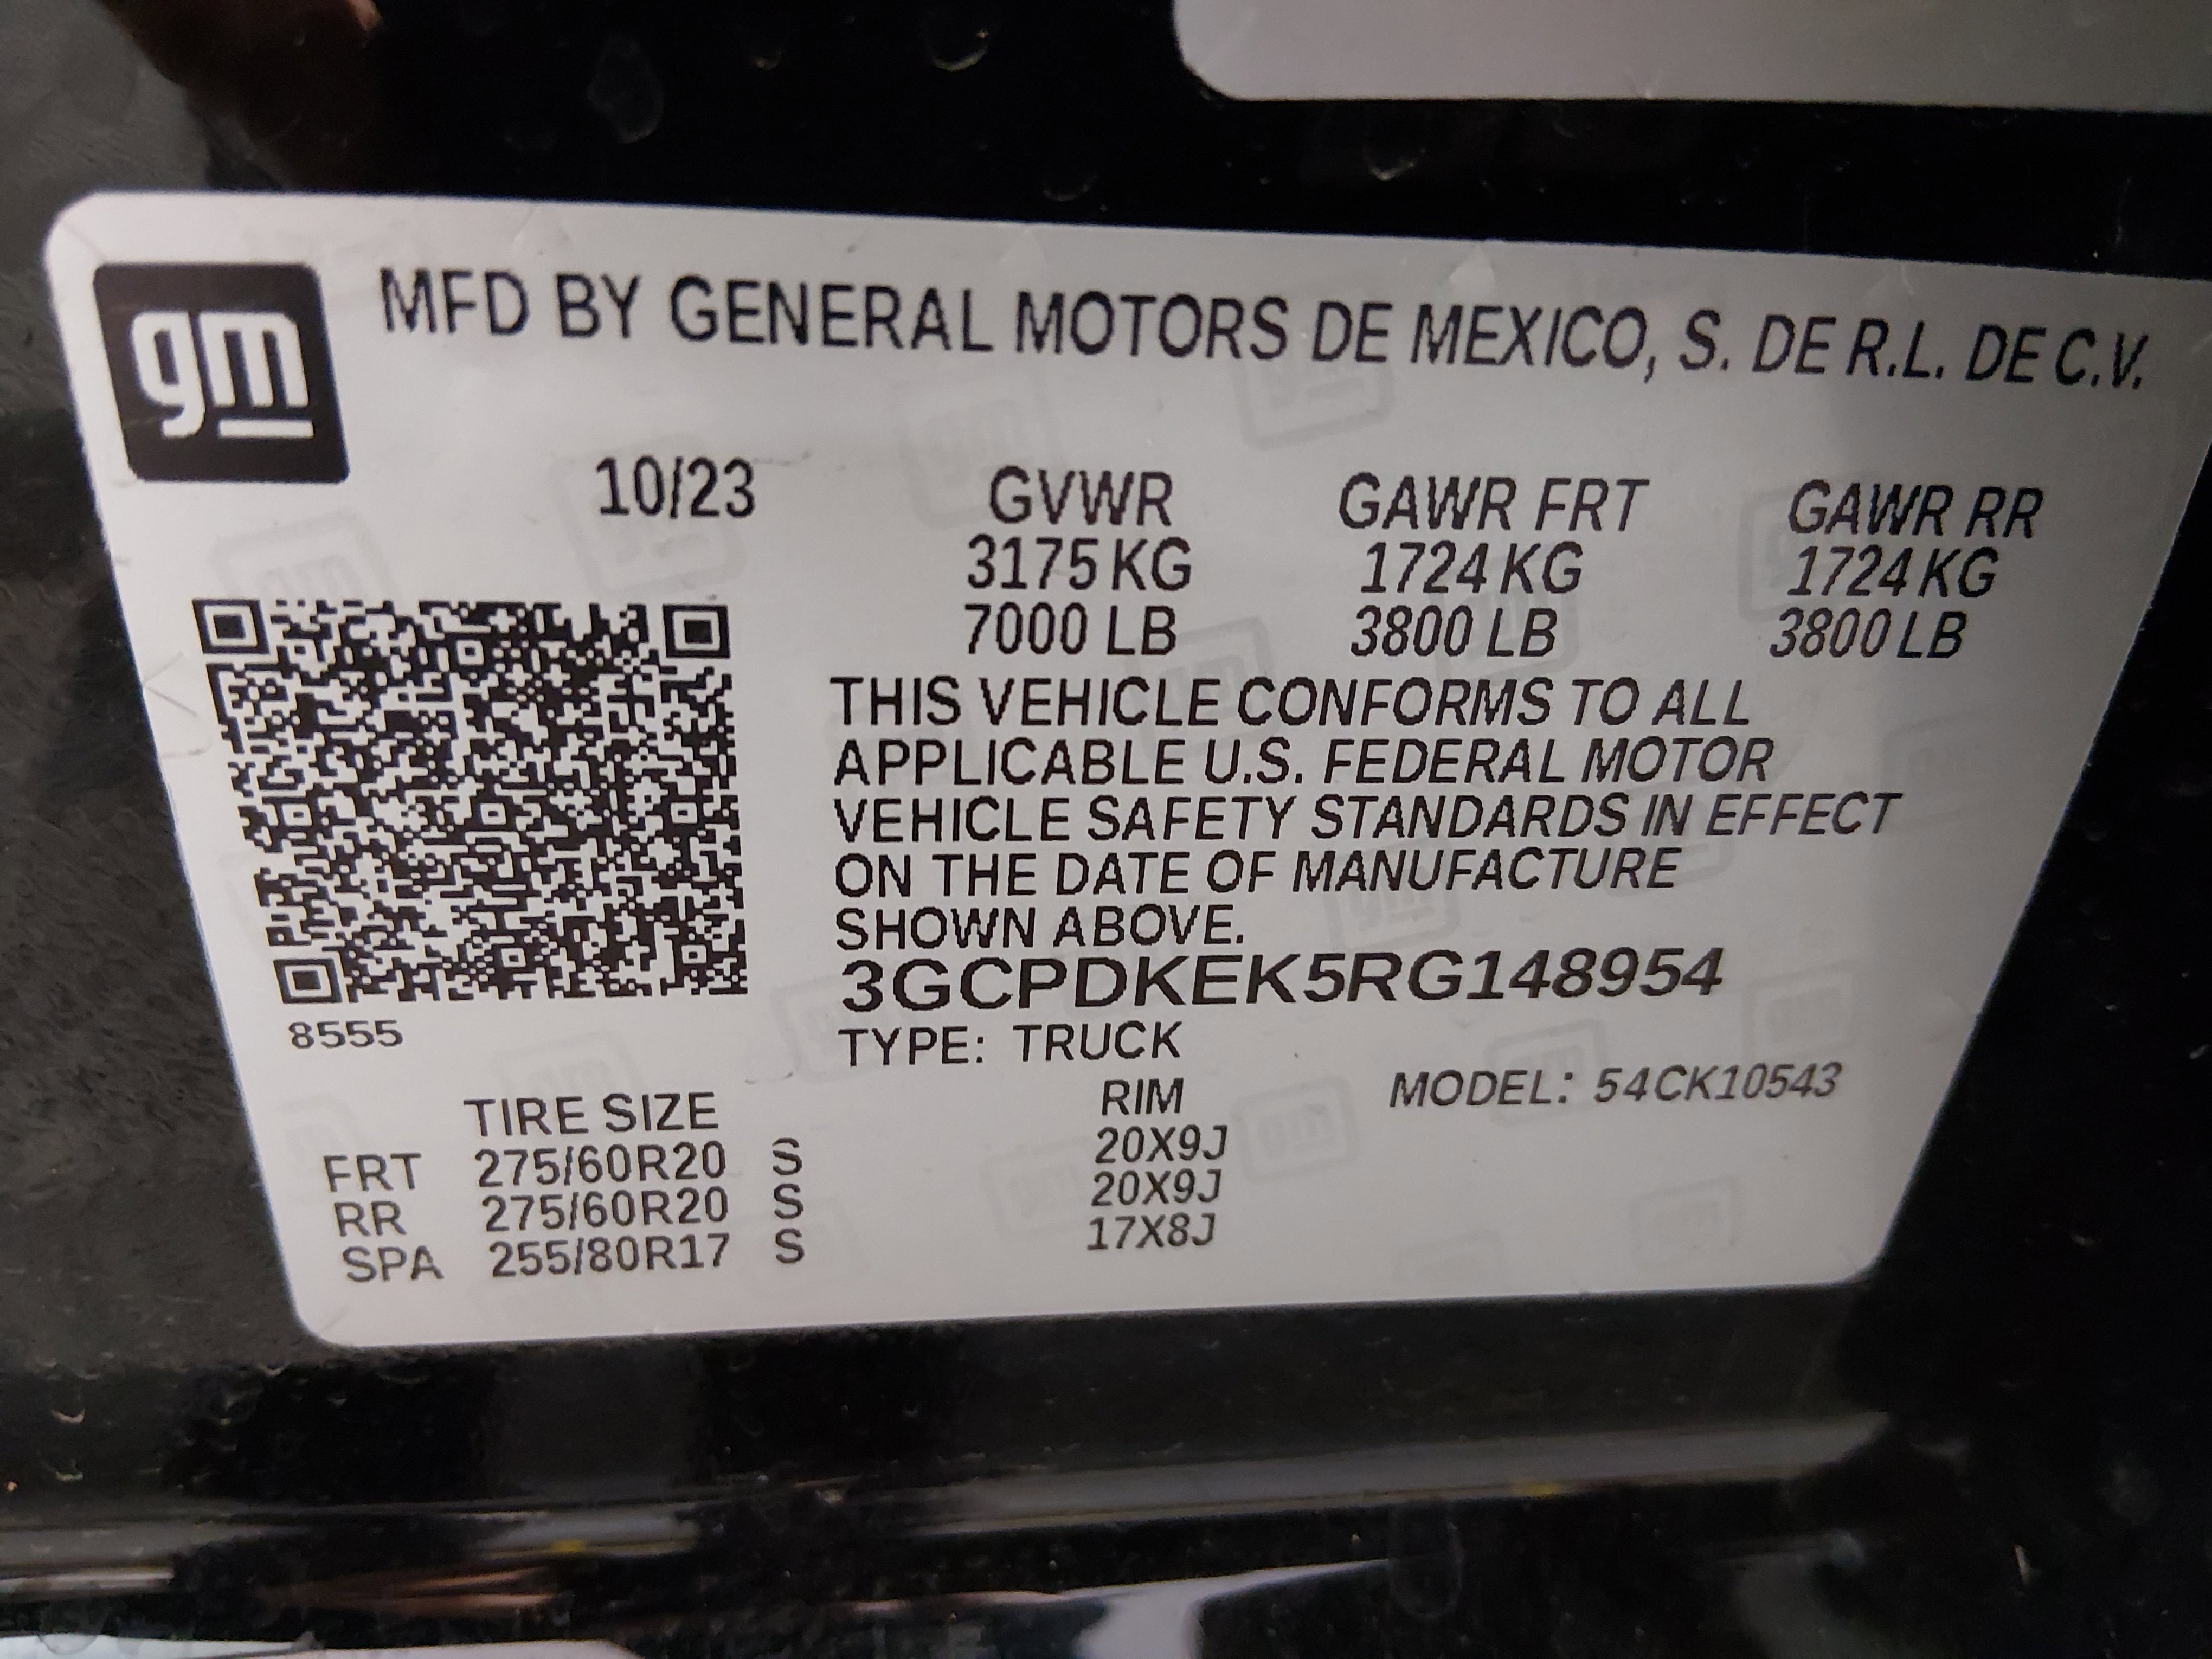 gm
MFD BY GENERAL MOTORS DE MEXICO, S. DE R.L. DE C.V.
10/23 GVWR GAWR FRT GAWR RR
3175 KG 1724 KG 1724 KG
7000 LB 3800 LB 3800 LB
THIS VEHICLE CONFORMS TO ALL
APPLICABLE U.S. FEDERAL MOTOR
VEHICLE SAFETY STANDARDS IN EFFECT
ON THE DATE OF MANUFACTURE
SHOWN ABOVE.
3GCPDKEK5RG148954
8555
TYPE: TRUCK
MODEL: 54CK10543
TIRE SIZE RIM
FRT 275/60R20 S 20X9J
RR 275/60R20 S 20X9J
SPA 255/80R17 S 17X8J